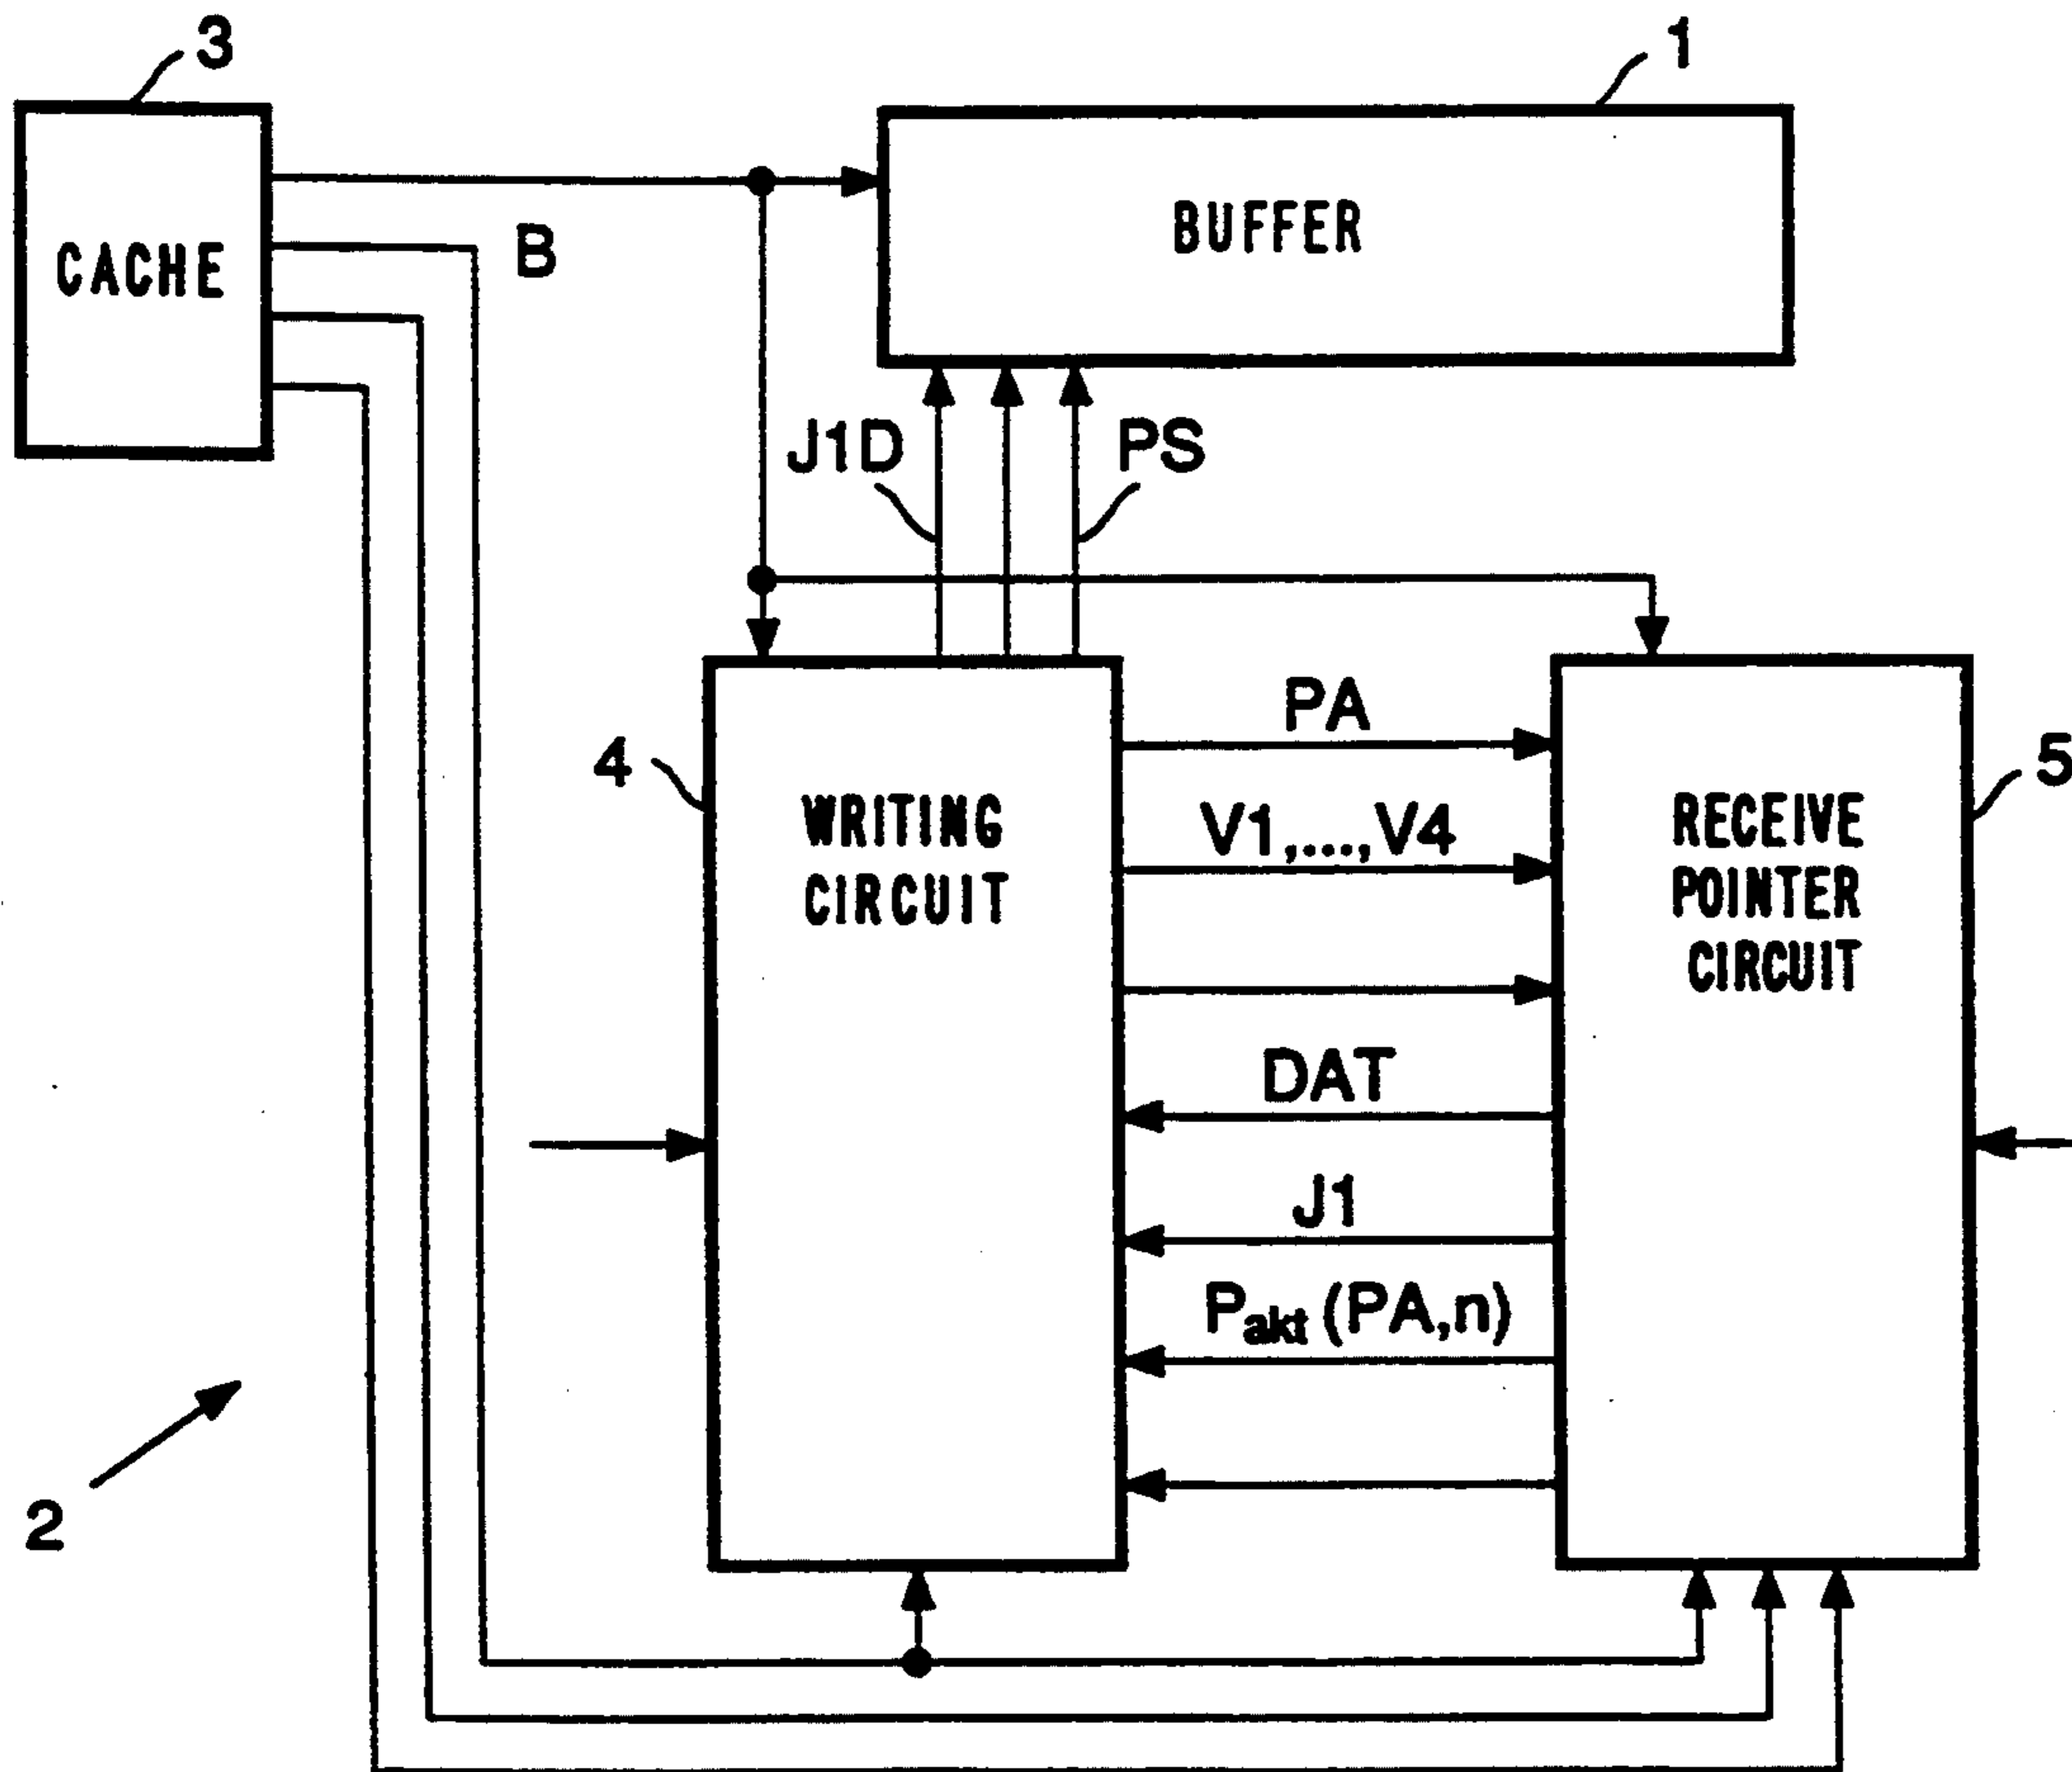 3
1
CACHE
B
BUFFER
J1D
PS
4
WRITING
CIRCUIT
PA
V1,...,V4
DAT
J1
Pakt (PA,n)
RECEIVE
POINTER
CIRCUIT
5
2